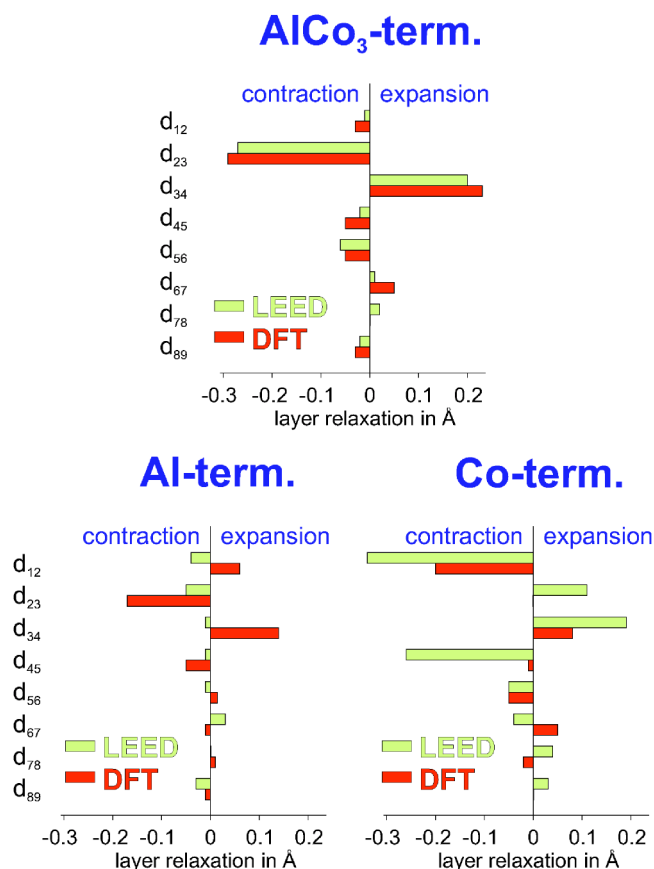 AlCo₃-term.
contraction expansion
d₁₂
d₂₃
d₃₄
d₄₅
d₅₆
d₆₇
d₇₈
d₈₉
LEED
DFT
-0.3 -0.2 -0.1 0 0.1 0.2
layer relaxation in Å
Al-term.
contraction expansion
d₁₂
d₂₃
d₃₄
d₄₅
d₅₆
d₆₇
d₇₈
d₈₉
LEED
DFT
-0.3 -0.2 -0.1 0 0.1 0.2
layer relaxation in Å
Co-term.
contraction expansion
LEED
DFT
-0.3 -0.2 -0.1 0 0.1 0.2
layer relaxation in Å